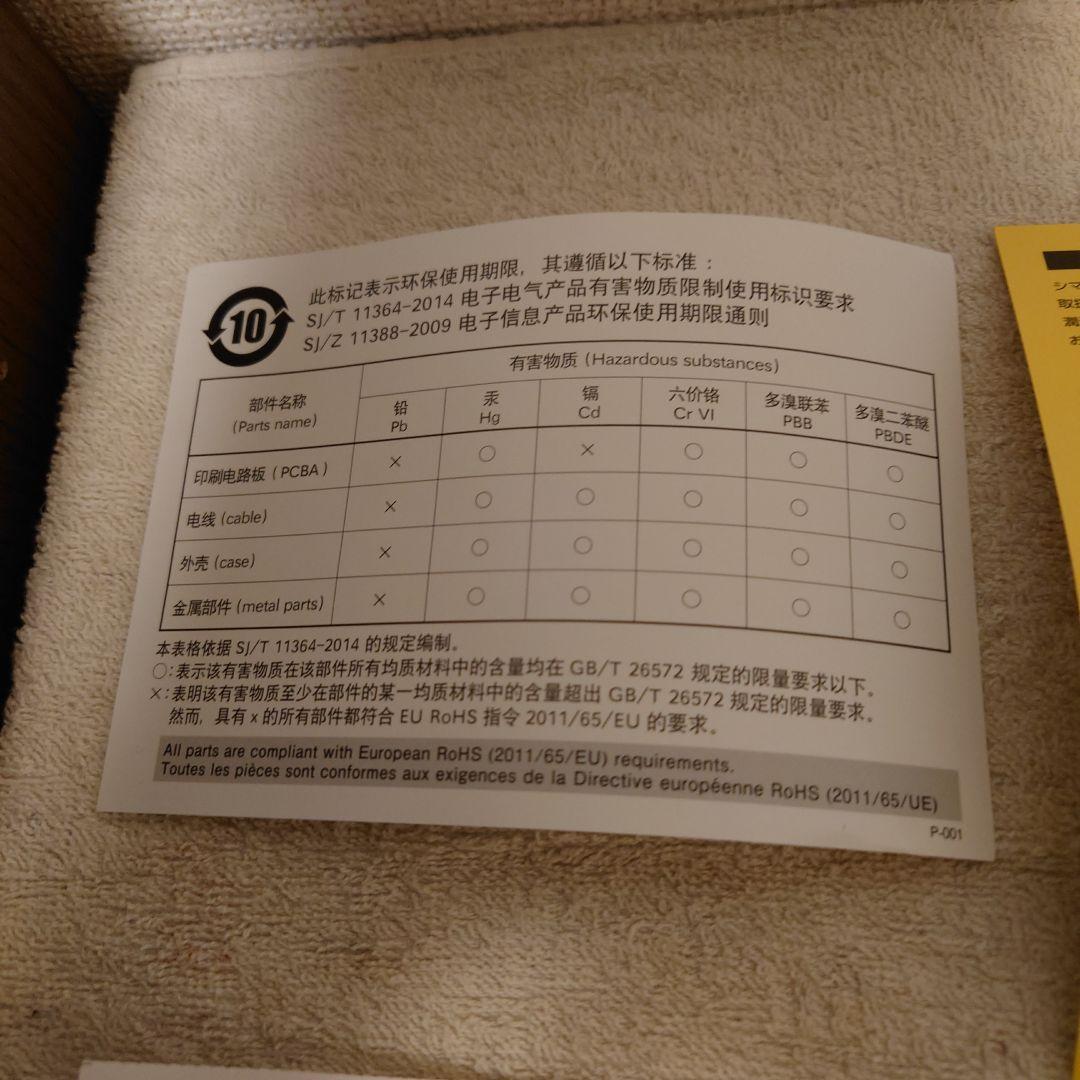 10
此标记表示环保使用期限，其遵循以下标准：
SJ/T 11364-2014 电子电气产品有害物质限制使用标识要求
SJ/Z 11388-2009 电子信息产品环保使用期限通则
部件名称 (Parts name) 有害物质 (Hazardous substances)
铅 Pb 汞 Hg 镉 Cd 六价铬 Cr VI 多溴联苯 PBB 多溴二苯醚 PBDE
印刷电路板 (PCBA) × ○ × ○ ○ ○
电线 (cable) × ○ ○ ○ ○ ○
外壳 (case) × ○ ○ ○ ○ ○
金属部件 (metal parts) × ○ ○ ○ ○ ○
本表格依据 SJ/T 11364-2014 的规定编制。
○：表示该有害物质在该部件所有均质材料中的含量均在 GB/T 26572 规定的限量要求以下。
×：表明该有害物质至少在部件的某一均质材料中的含量超出 GB/T 26572 规定的限量要求。
然而，具有 x 的所有部件都符合 EU RoHS 指令 2011/65/EU 的要求。
All parts are compliant with European RoHS (2011/65/EU) requirements.
Toutes les pièces sont conformes aux exigences de la Directive européenne RoHS (2011/65/UE)
P-001
シマ
取
お